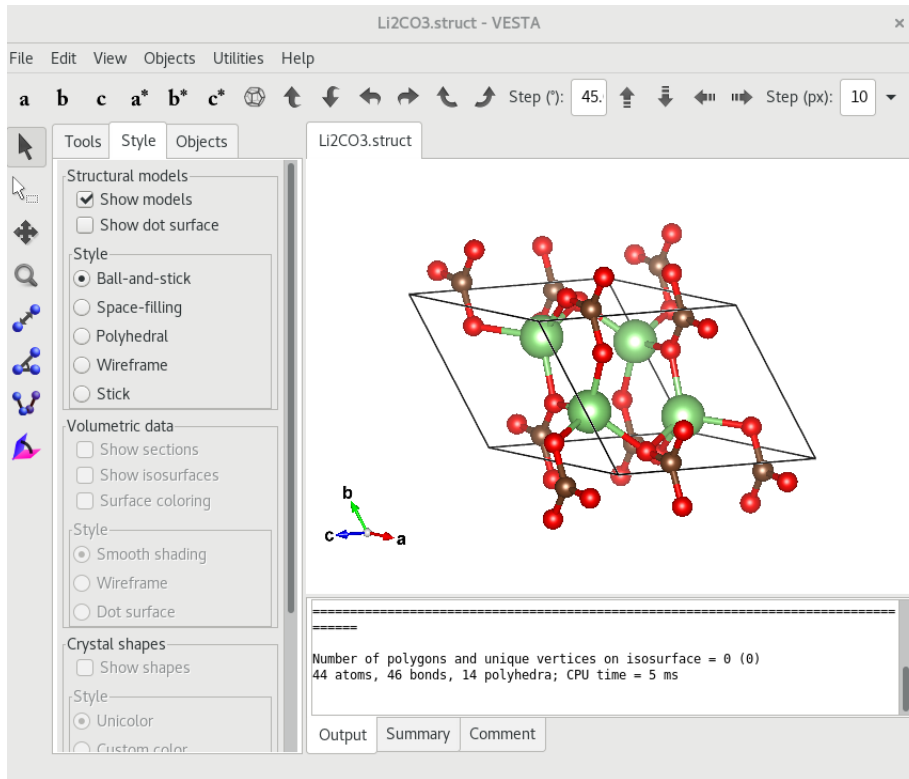 Li2CO3.struct - VESTA ×
File Edit View Objects Utilities Help
a b c a* b* c* Step (°): 45. Step (px): 10
Tools Style Objects
Li2CO3.struct
Structural models
Show models
Show dot surface
Style
Ball-and-stick
Space-filling
Polyhedral
Wireframe
Stick
Volumetric data
Show sections
Show isosurfaces
Surface coloring
Style
Smooth shading
Wireframe
Dot surface
Crystal shapes
Show shapes
Style
Unicolor
Custom color
b
c
a
===============================================================================
======
Number of polygons and unique vertices on isosurface = 0 (0)
44 atoms, 46 bonds, 14 polyhedra; CPU time = 5 ms
Output Summary Comment